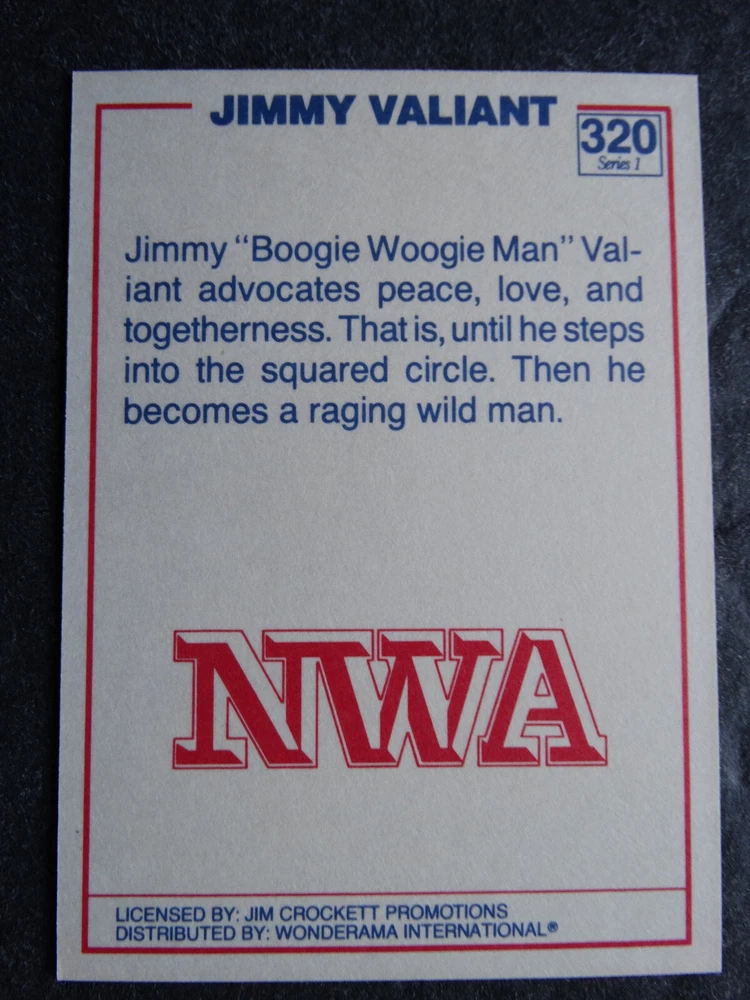 JIMMY VALIANT
320
Series 1
Jimmy “Boogie Woogie Man” Val-
iant advocates peace, love, and
togetherness. That is, until he steps
into the squared circle. Then he
becomes a raging wild man.
NWA
LICENSED BY: JIM CROCKETT PROMOTIONS
DISTRIBUTED BY: WONDERAMA INTERNATIONAL®